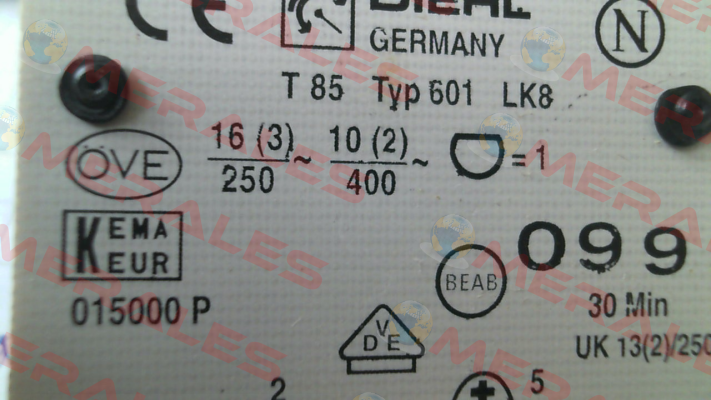 CE DIEHL
GERMANY N
T 85 Typ 601 LK8
ÖVE 16 (3) 10 (2)
250 ~ 400 ~ = 1
KEMA
KEUR
099
BEAB
015000 P
30 Min
VDE
UK 13(2)/250
2 5
MERALES